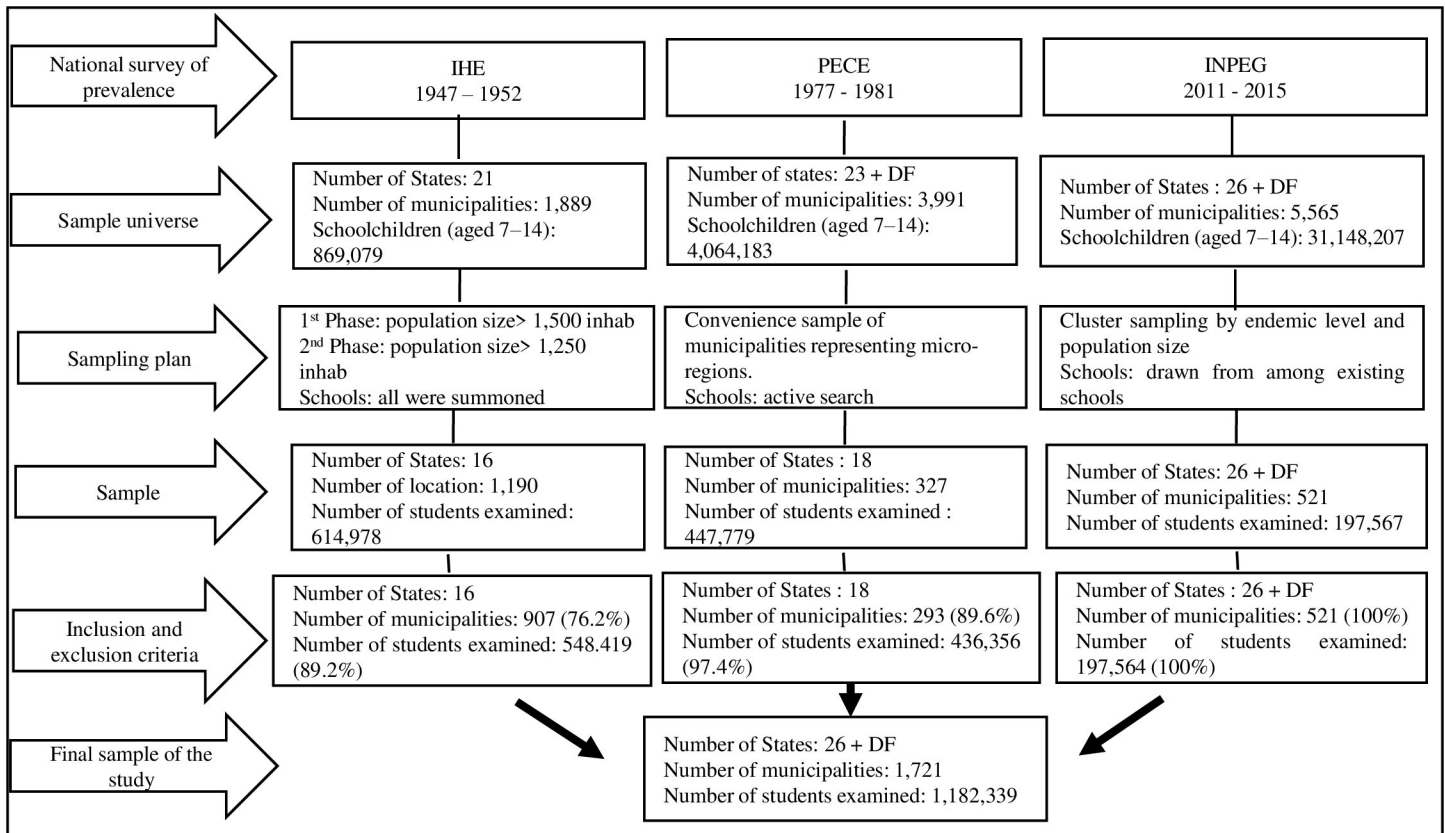 National survey of
prevalence
IHE
1947 – 1952
PECE
1977 - 1981
INPEG
2011 - 2015
Sample universe
Number of States: 21
Number of municipalities: 1,889
Schoolchildren (aged 7–14):
869,079
Number of states: 23 + DF
Number of municipalities: 3,991
Schoolchildren (aged 7–14):
4,064,183
Number of States : 26 + DF
Number of municipalities: 5,565
Schoolchildren (aged 7–14): 31,148,207
Sampling plan
1st Phase: population size> 1,500 inhab
2nd Phase: population size> 1,250
inhab
Schools: all were summoned
Convenience sample of
municipalities representing micro-
regions.
Schools: active search
Cluster sampling by endemic level and
population size
Schools: drawn from among existing
schools
Sample
Number of States: 16
Number of location: 1,190
Number of students examined:
614,978
Number of States : 18
Number of municipalities: 327
Number of students examined :
447,779
Number of States: 26 + DF
Number of municipalities: 521
Number of students examined: 197,567
Inclusion and
exclusion criteria
Number of States: 16
Number of municipalities: 907 (76.2%)
Number of students examined: 548.419
(89.2%)
Number of States : 18
Number of municipalities: 293 (89.6%)
Number of students examined: 436,356
(97.4%)
Number of States : 26 + DF
Number of municipalities: 521 (100%)
Number of students examined:
197,564 (100%)
Final sample of the
study
Number of States: 26 + DF
Number of municipalities: 1,721
Number of students examined: 1,182,339